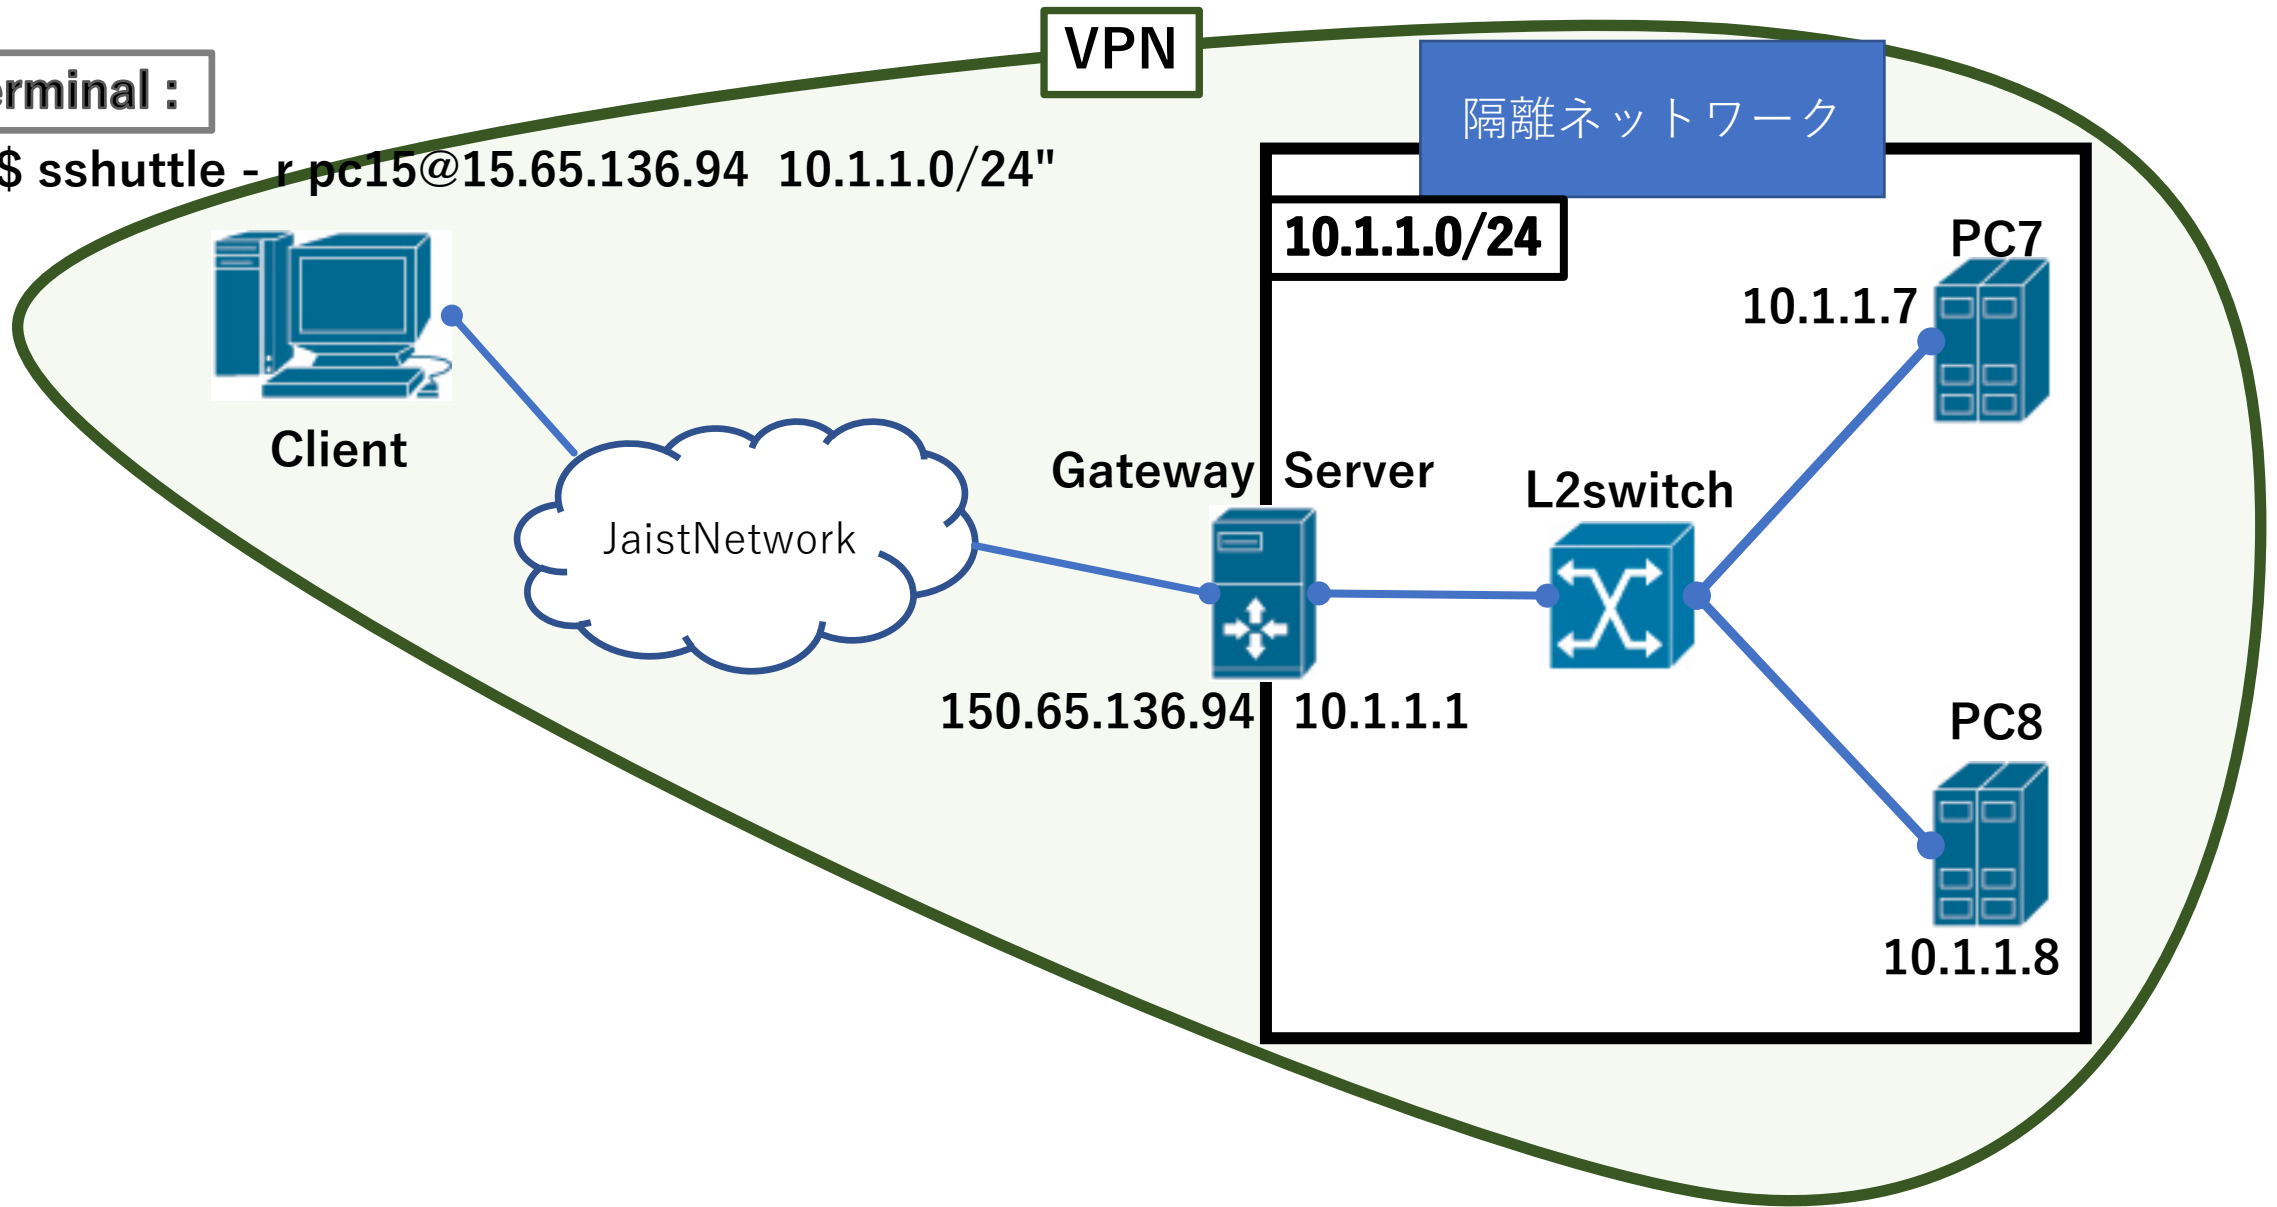 VPN
erminal :
$ sshuttle - r pc15@15.65.136.94 10.1.1.0/24"
隔離ネットワーク
10.1.1.0/24
PC7
10.1.1.7
Client
JaistNetwork
Gateway Server
L2switch
150.65.136.94 10.1.1.1
PC8
10.1.1.8